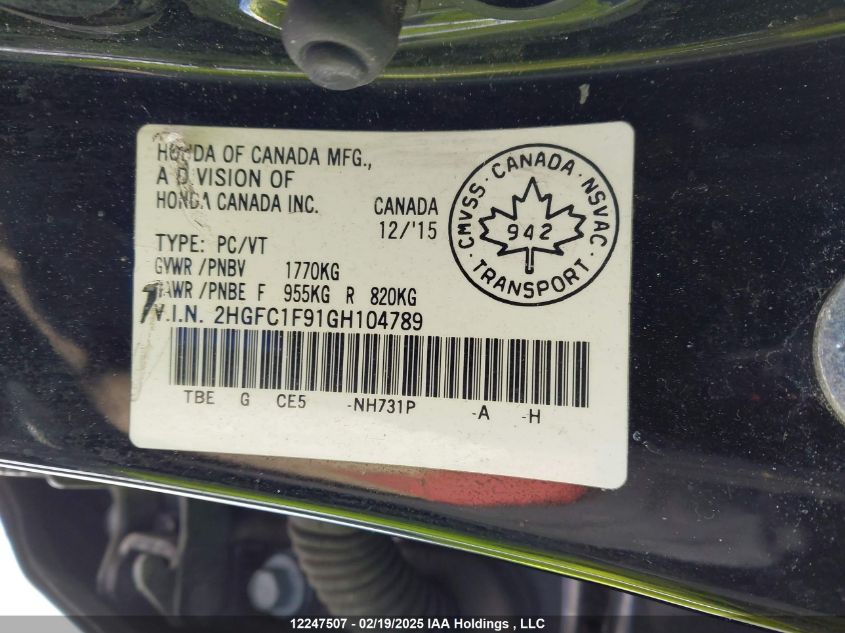 HONDA OF CANADA MFG.,
A DIVISION OF
HONDA CANADA INC.
CANADA
12/'15
TYPE: PC/VT
GVWR /PNBV 1770KG
GAWR /PNBE F 955KG R 820KG
V.I.N. 2HGFC1F91GH104789
TBE G CE5 -NH731P -A -H
CMVSS · CANADA · NSVAC
942
· TRANSPORT ·
12247507 - 02/19/2025 IAA Holdings , LLC